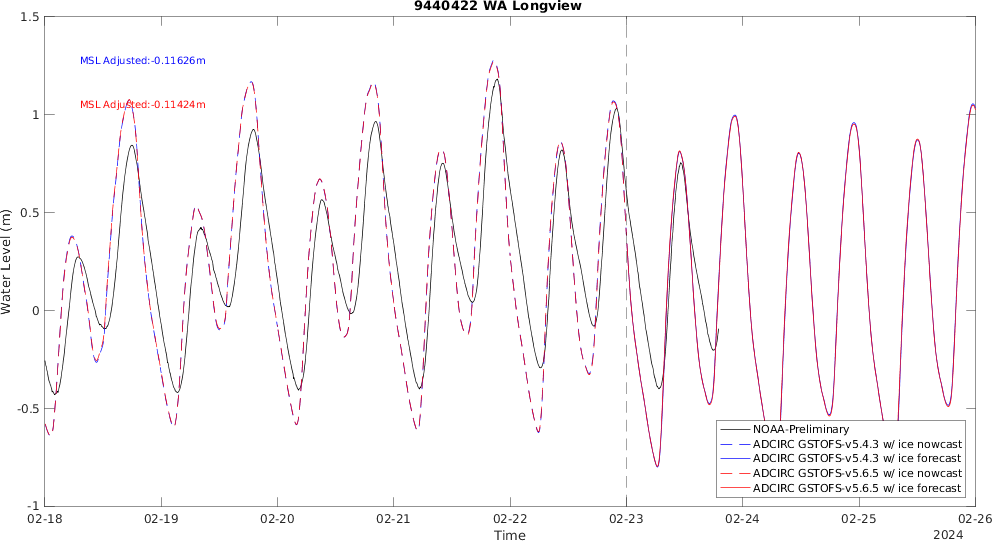 9440422 WA Longview
1.5
MSL Adjusted:-0.11626m
MSL Adjusted:-0.11424m
1
0.5
0
-0.5
-1
Water Level (m)
NOAA-Preliminary
ADCIRC GSTOFS-v5.4.3 w/ ice nowcast
ADCIRC GSTOFS-v5.4.3 w/ ice forecast
ADCIRC GSTOFS-v5.6.5 w/ ice nowcast
ADCIRC GSTOFS-v5.6.5 w/ ice forecast
02-18 02-19 02-20 02-21 02-22 02-23 02-24 02-25 02-26
Time
2024